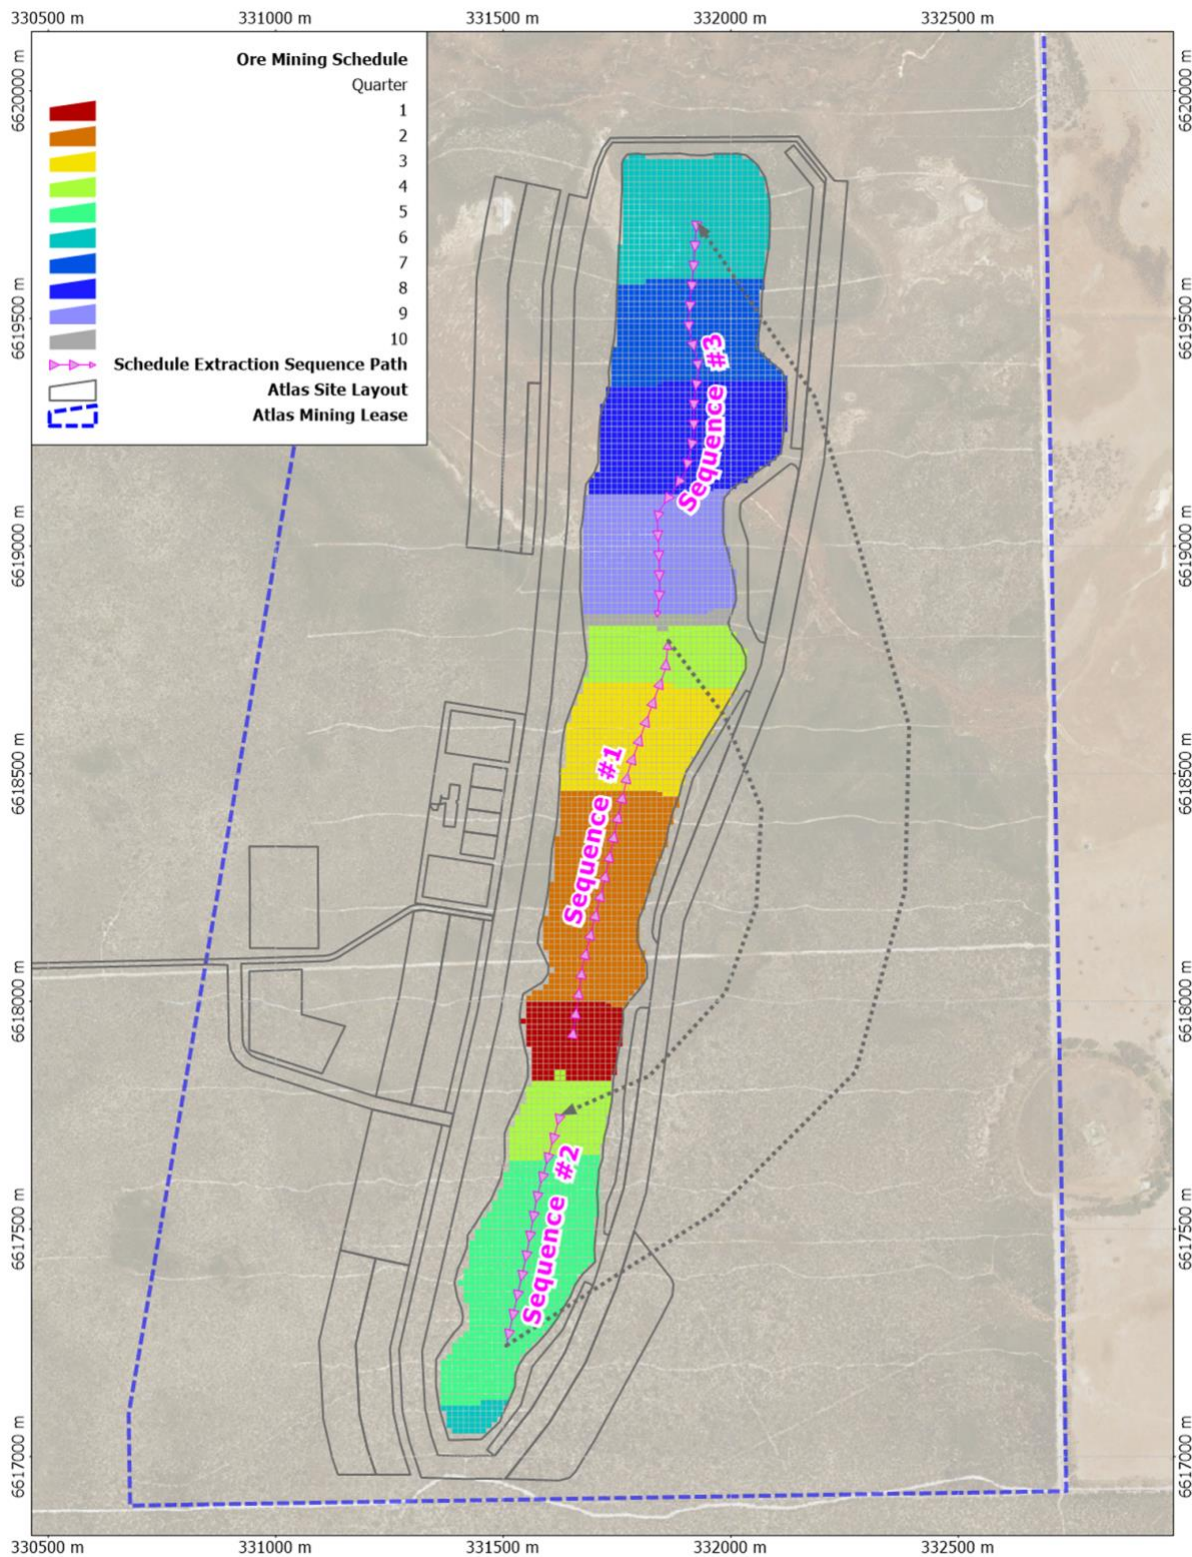 330500 m 331000 m 331500 m 332000 m 332500 m
Ore Mining Schedule
Quarter
1
2
3
4
5
6
7
8
9
10
Schedule Extraction Sequence Path
Atlas Site Layout
Atlas Mining Lease
6620000 m
6619500 m
6619000 m
6618500 m
6618000 m
6617500 m
6617000 m
Sequence #3
Sequence #1
Sequence #2
6620000 m
6619500 m
6619000 m
6618500 m
6618000 m
6617500 m
6617000 m
330500 m 331000 m 331500 m 332000 m 332500 m